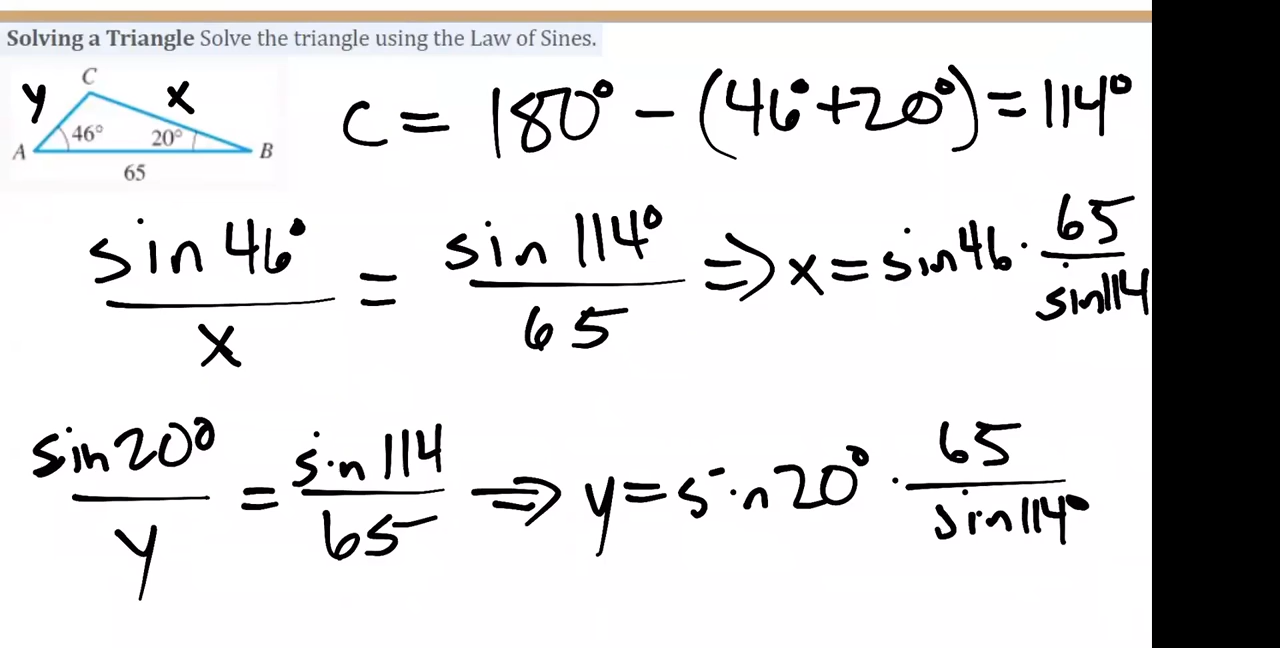 Solving a Triangle Solve the triangle using the Law of Sines.
C
y x
46° 20°
A B
65
C = 180° - (46° + 20°) = 114°
sin 46° / x = sin 114° / 65 => x = sin 46 · 65 / sin 114
sin 20° / y = sin 114 / 65 => y = sin 20° · 65 / sin 114°